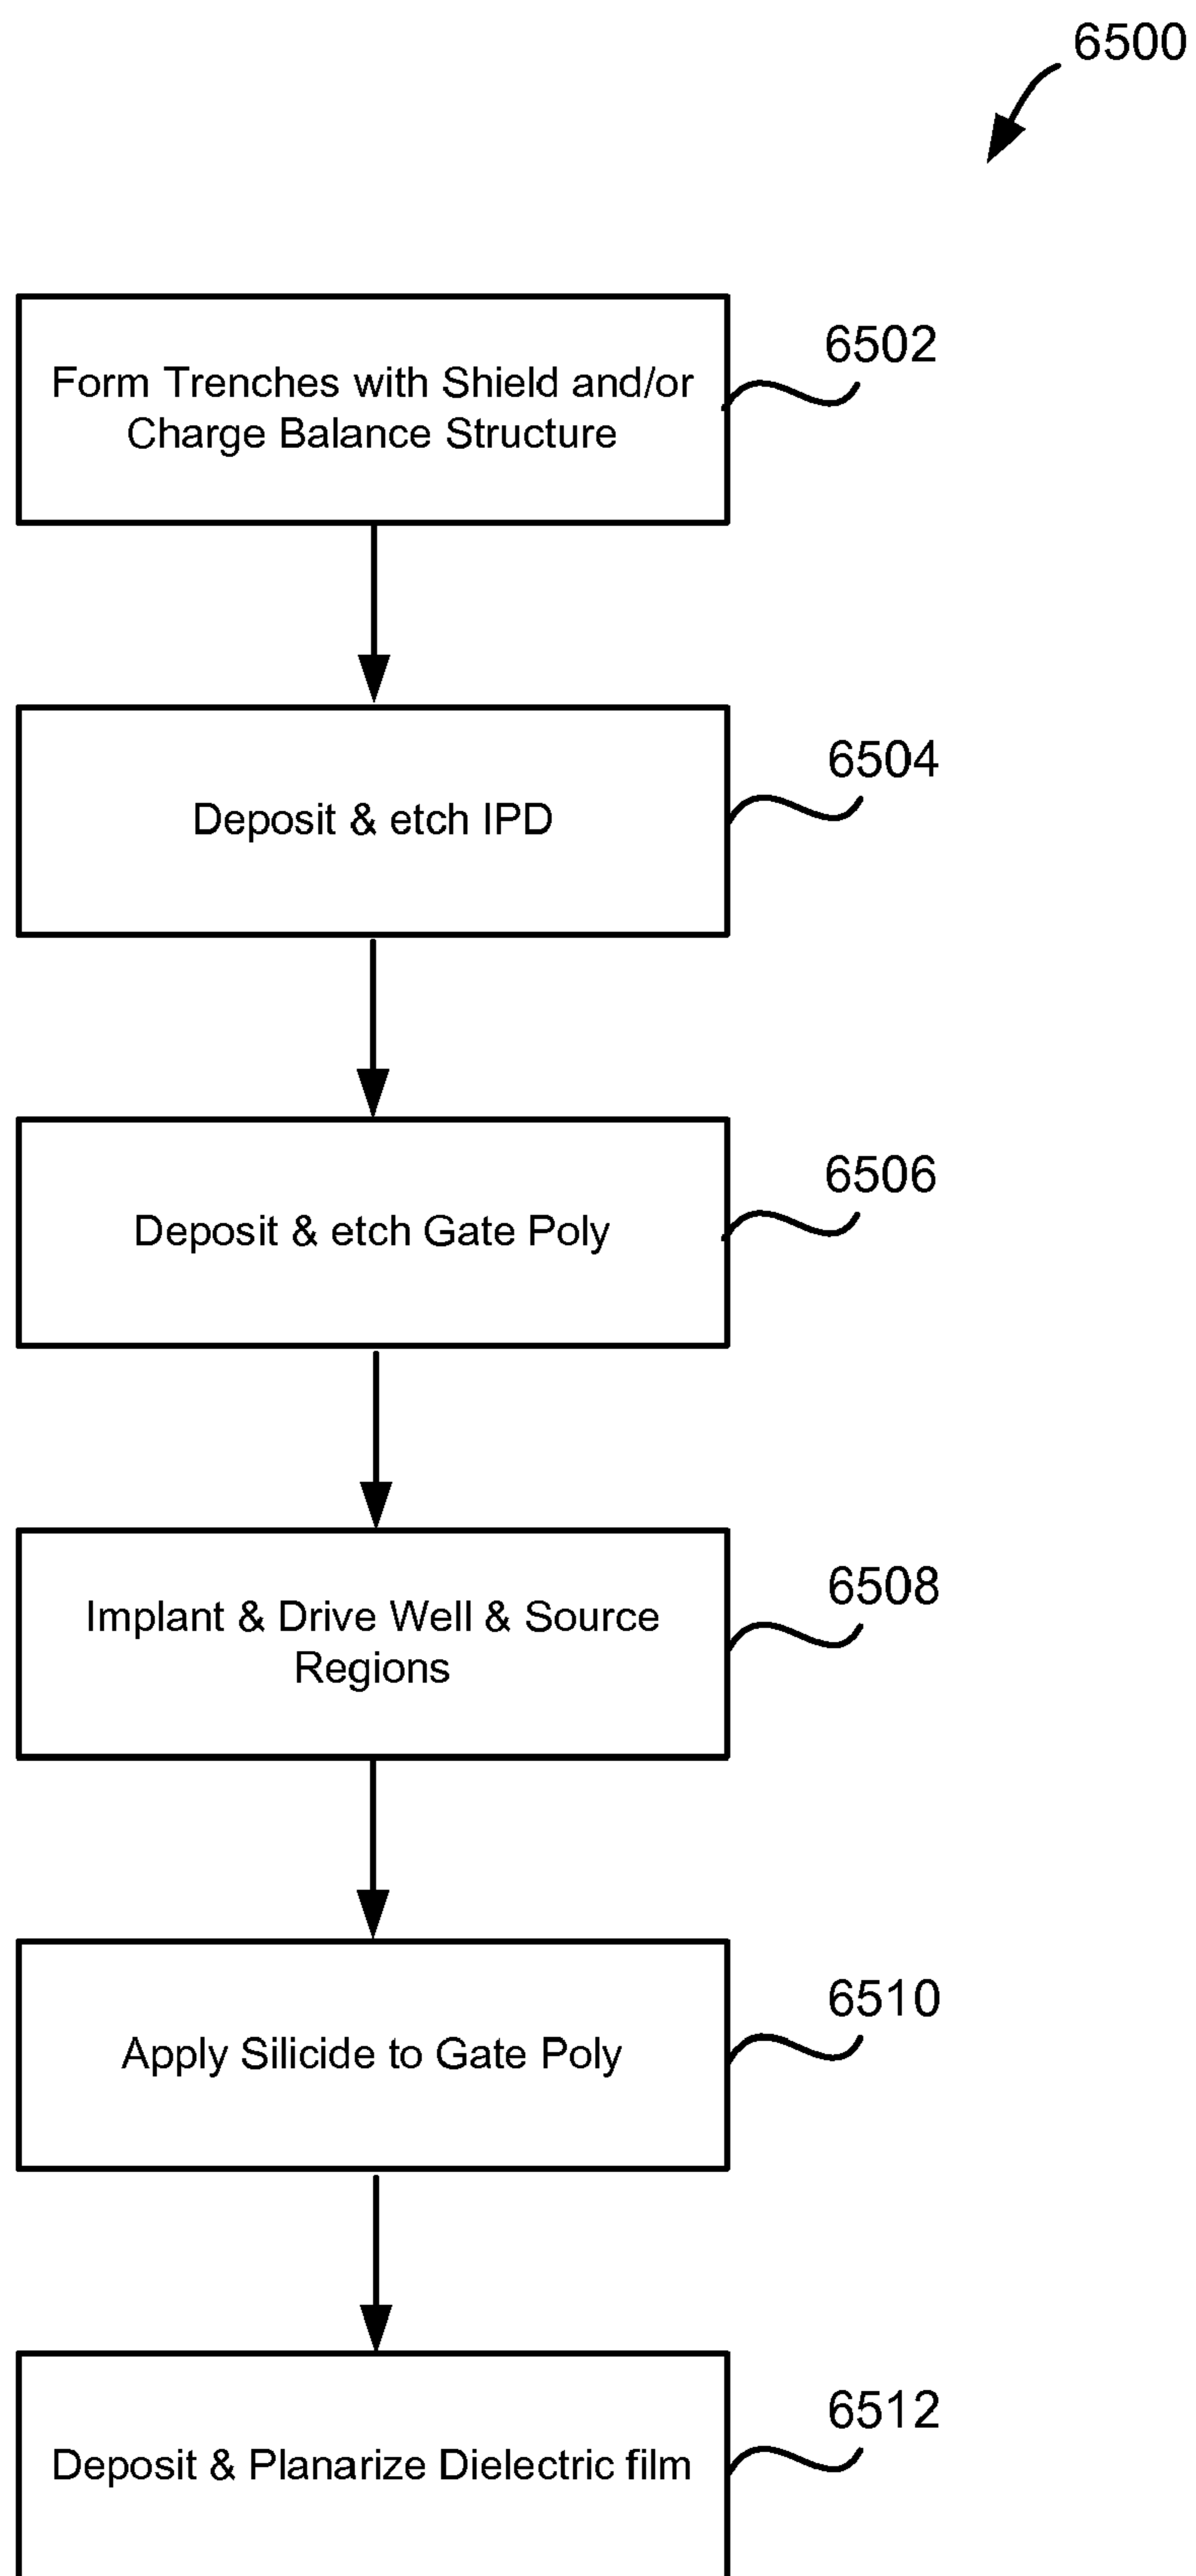 6500
6502
Form Trenches with Shield and/or
Charge Balance Structure
6504
Deposit & etch IPD
6506
Deposit & etch Gate Poly
6508
Implant & Drive Well & Source
Regions
6510
Apply Silicide to Gate Poly
6512
Deposit & Planarize Dielectric film